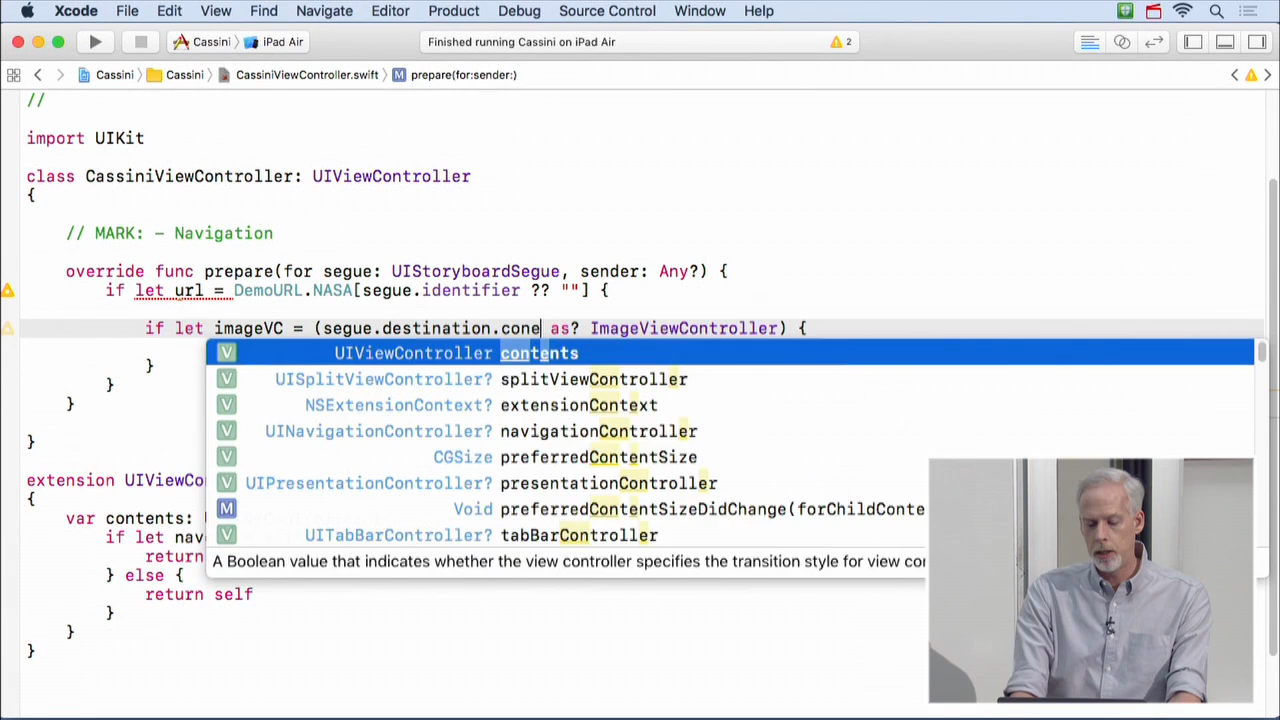 Xcode File Edit View Find Navigate Editor Product Debug Source Control Window Help
Cassini iPad Air Finished running Cassini on iPad Air 2
Cassini Cassini CassiniViewController.swift M prepare(for:sender:)
//
import UIKit
class CassiniViewController: UIViewController
{
// MARK: - Navigation
override func prepare(for segue: UIStoryboardSegue, sender: Any?) {
if let url = DemoURL.NASA[segue.identifier ?? ""] {
if let imageVC = (segue.destination.cone as? ImageViewController) {
V UIViewController contents
V UISplitViewController? splitViewController
V NSExtensionContext? extensionContext
V UINavigationController? navigationController
V CGSize preferredContentSize
V UIPresentationController? presentationController
M Void preferredContentSizeDidChange(forChildConte
V UITabBarController? tabBarController
A Boolean value that indicates whether the view controller specifies the transition style for view con
}
}
}
}
extension UIViewCo
{
var contents:
if let nav
return
} else {
return self
}
}
}